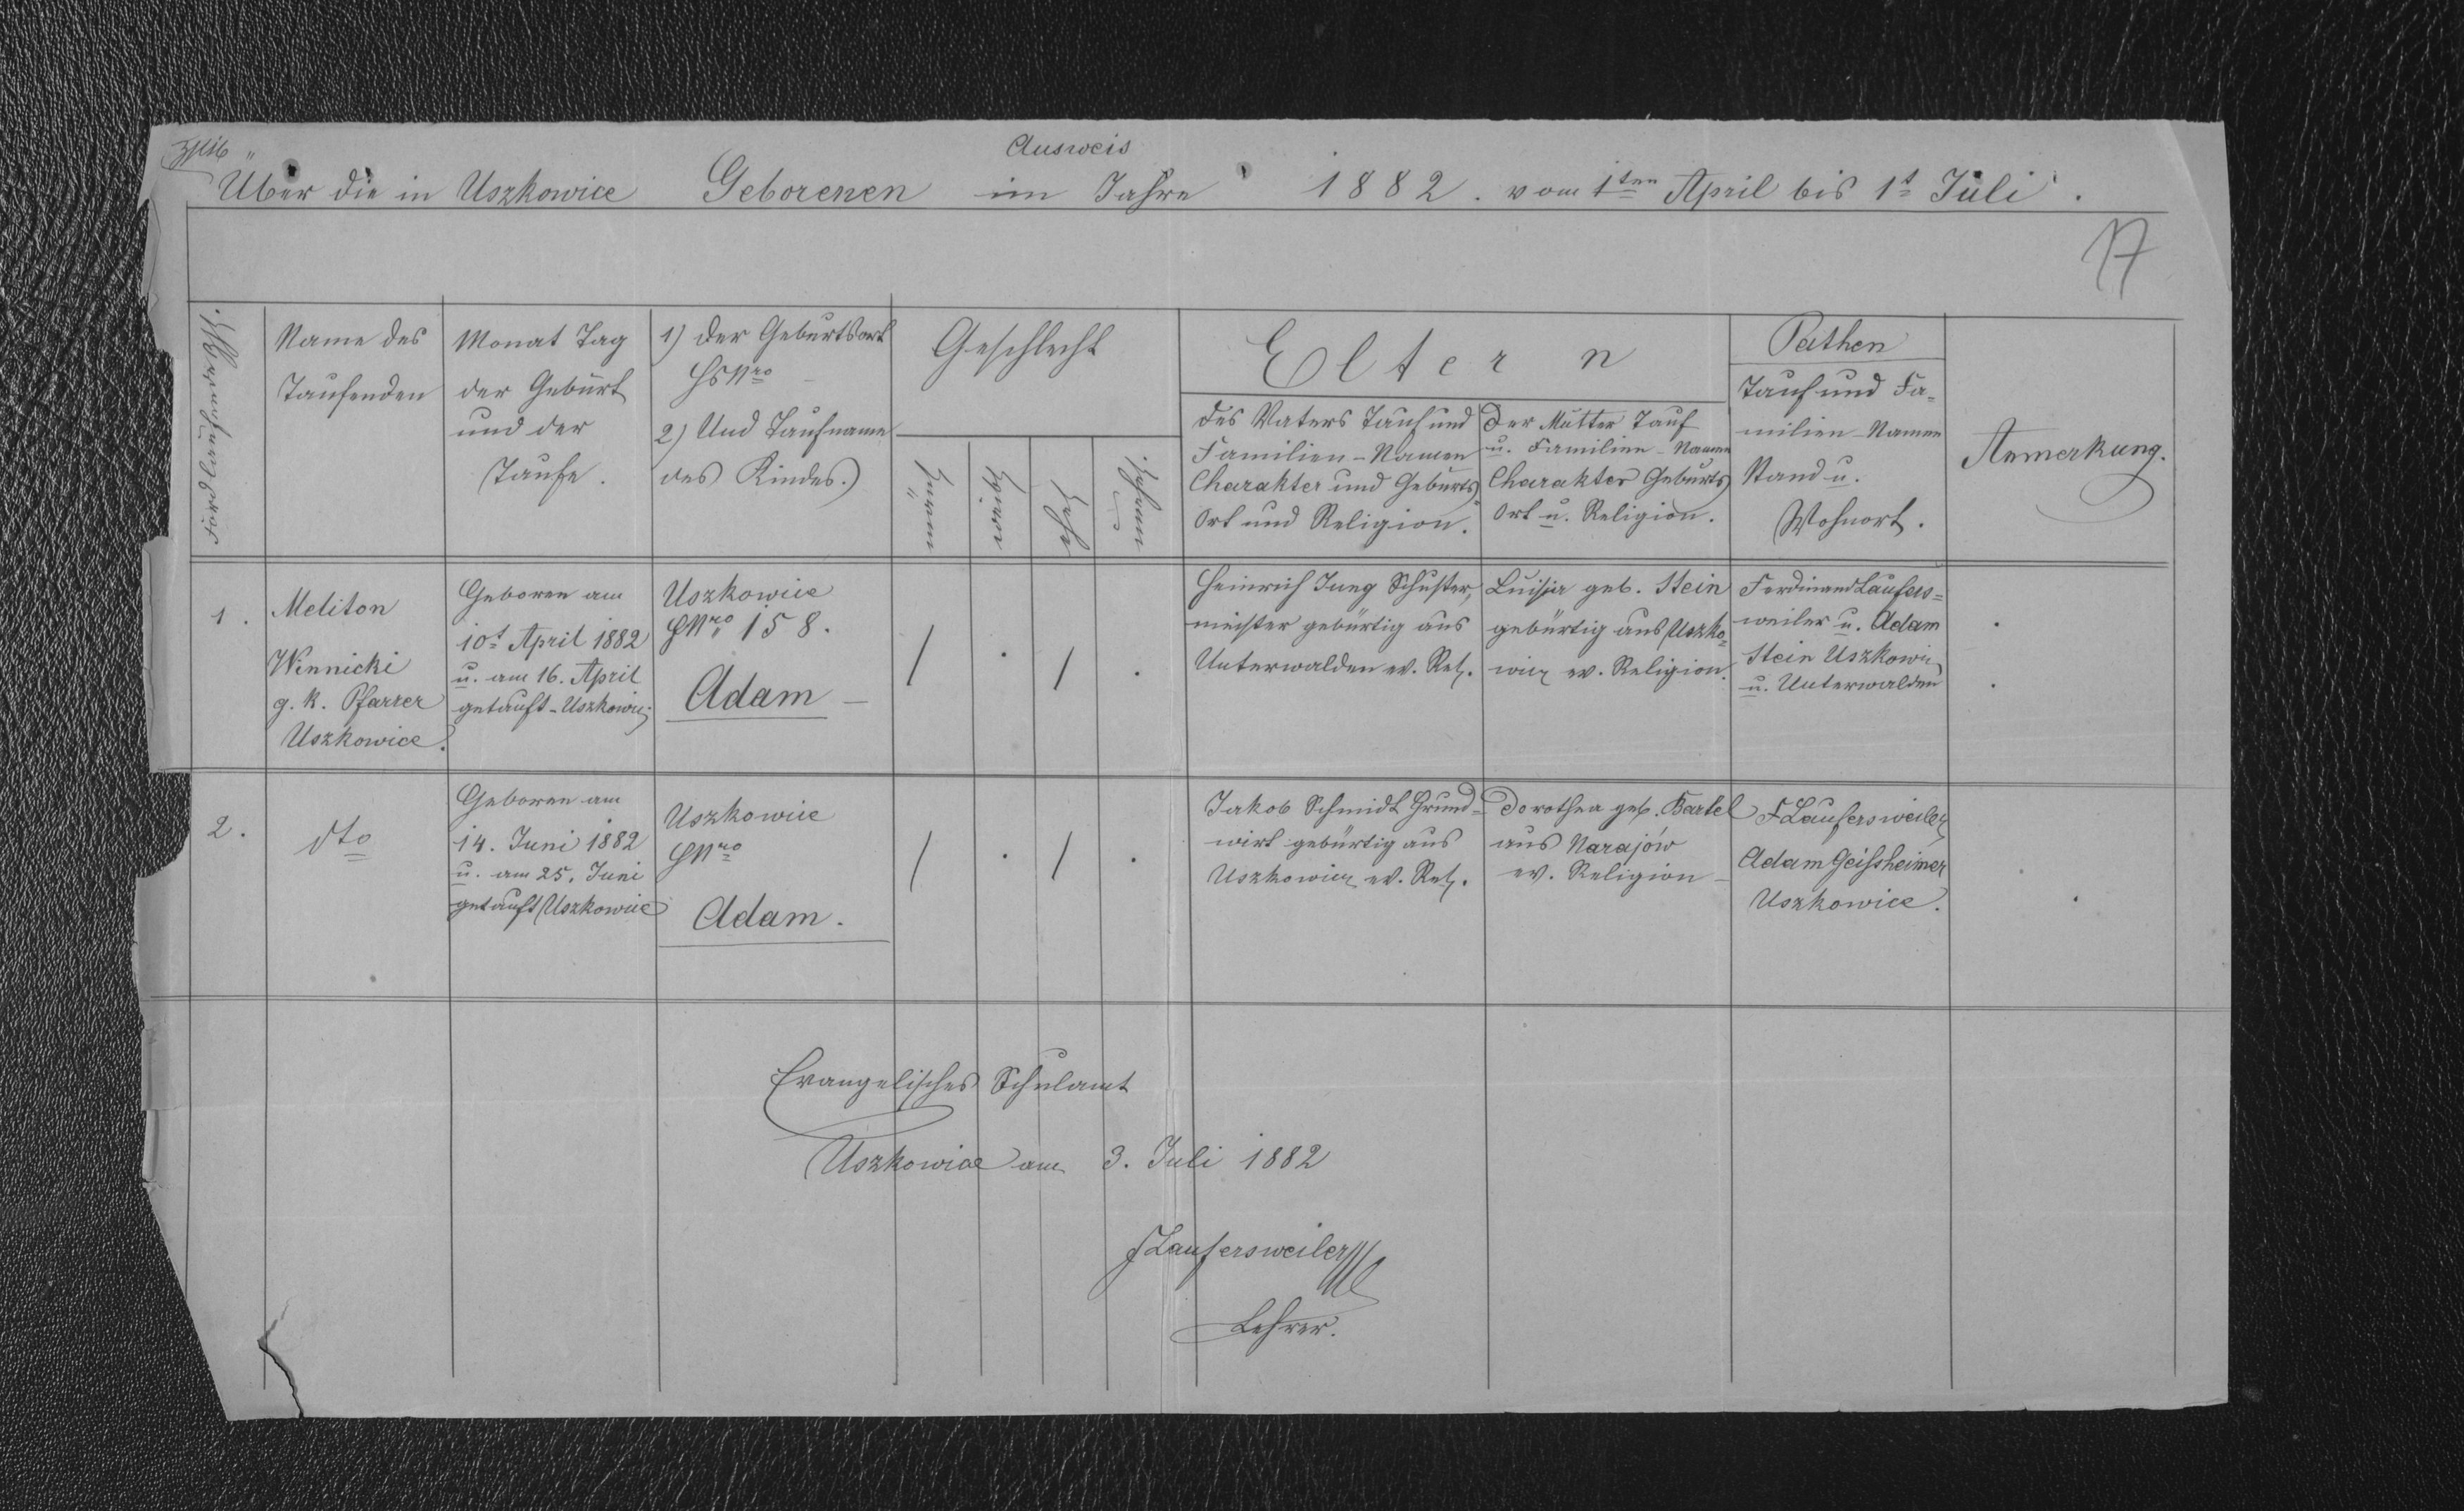 Ausweis
Über die in Uszkowice Geborenen im Jahre 1882. vom 1ten April bis 1t Juli.
17
Name des
Taufenden
Monat Tag
der Geburt
und der
Taufe.
1) Der Geburtsort
HsNro
2) Und Taufname
des Kindes.)
Geschlecht
Eltern
des Vaters Tauf und
Familien-Namen
Charakter und Geburts
Ort und Religion.
Der Mutter Tauf
u. Familien-Namen
Charakter Geburts
Ort u. Religion.
Pathen
Tauf und Fa-
milien-Namen
Stand u.
Wohnort.
Anmerkung.
1.
Meliton
Winnicki
g. k. Pfarrer
Uszkowice.
Geboren am
10t April 1882
u. am 16. April
getauft - Uszkowice
Uszkowice
HNro 158.
Adam
Heinrich Jung Schuster,
meister gebürtig aus
Unterwalden ev. Rel.
Luisia geb. Stein
gebürtig aus Uszko-
wice ev. Religion.
Ferdinand Laufers=
weiler u. Adam
Stein Uszkowice
u. Unterwalden
2.
dto
Geboren am
14. Juni 1882
u. am 25. Juni
getauft Uszkowice
Uszkowice
HNro
Adam.
Jakob Schmidt Grund-
wirt gebürtig aus
Uszkowice ev. Rel.
Dorothea geb. Bartel
aus Narajów
ev. Religion
F Laufersweiler
Adam Geissheimer
Uszkowice.
Evangelisches Schulamt
Uszkowice am 3. Juli 1882
FLaufersweiler
Lehrer.